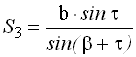 S₃ = b · sin τ / sin(β + τ)